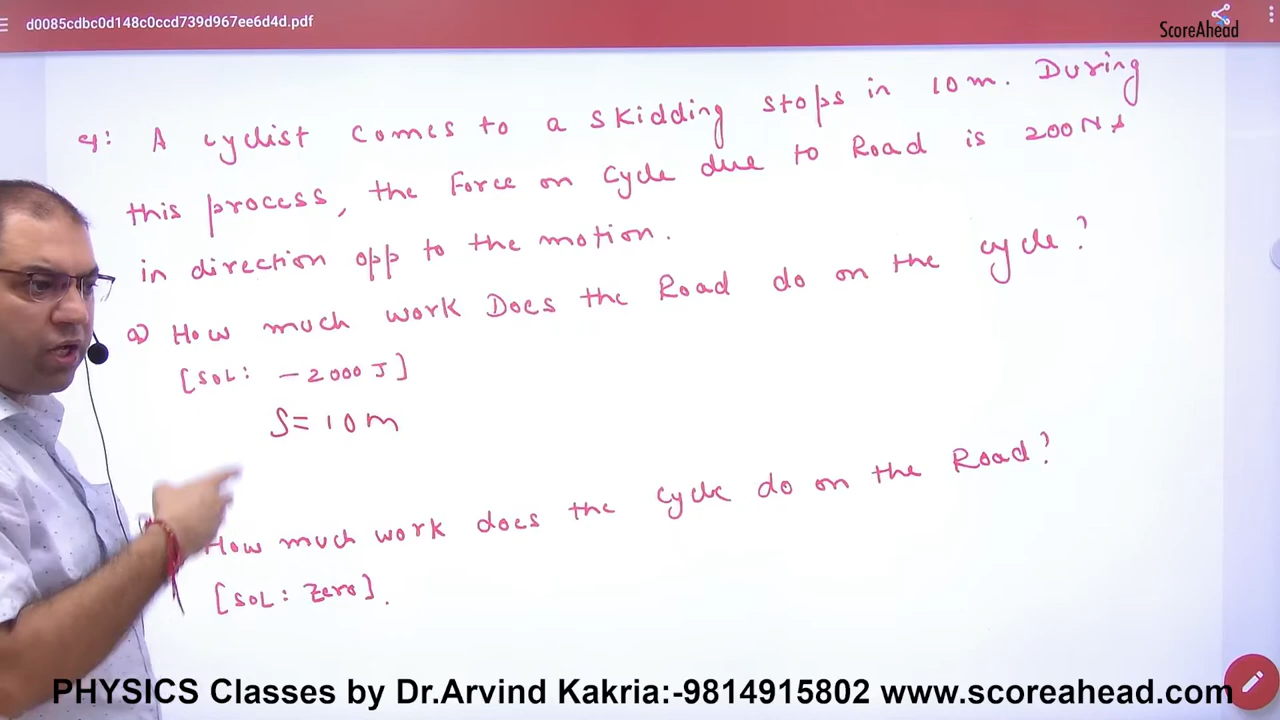 d0085cdbc0d148c0ccd739d967ee6d4d.pdf
ScoreAhead
Q: A cyclist comes to a skidding stops in 10m. During
this process, the Force on Cycle due to Road is 200N &
in direction opp to the motion.
a) How much work Does the Road do on the cycle?
[SOL: - 2000 J]
S = 10 m
How much work does the cycle do on the Road?
[SOL: Zero].
PHYSICS Classes by Dr.Arvind Kakria:-9814915802 www.scoreahead.com